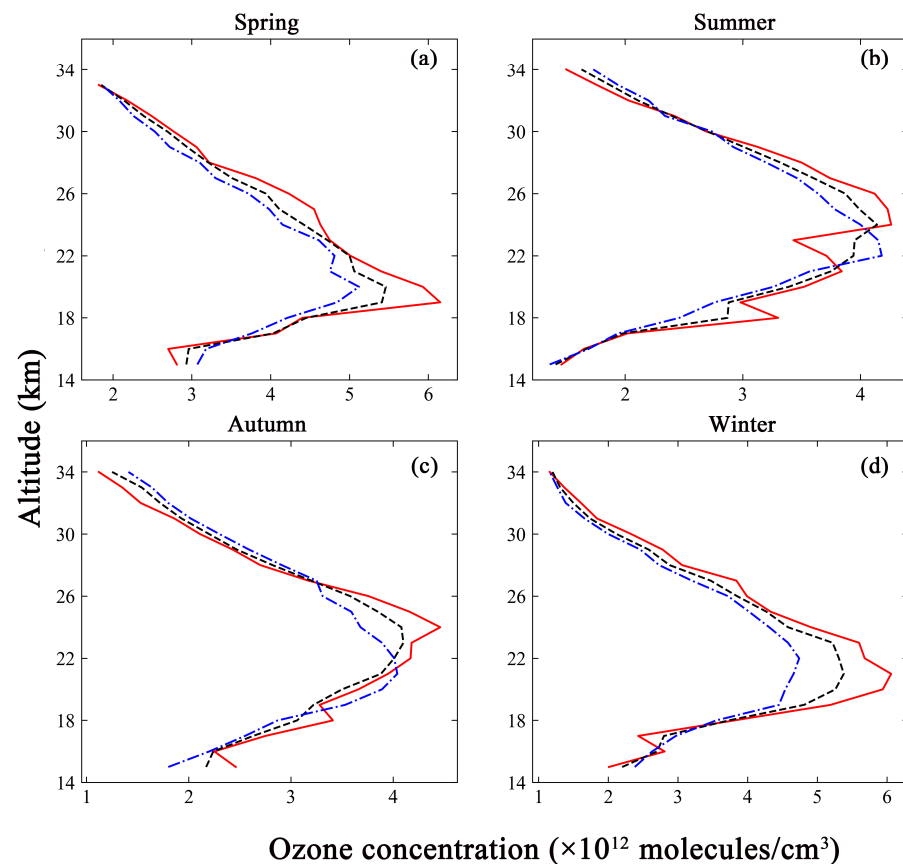 Spring
Summer
(a)
(b)
34
30
26
22
18
14
2 3 4 5 6
34
30
26
22
18
14
2 3 4
Altitude (km)
Autumn
Winter
(c)
(d)
34
30
26
22
18
14
1 2 3 4
34
30
26
22
18
14
1 2 3 4 5 6
Ozone concentration (×10¹² molecules/cm³)